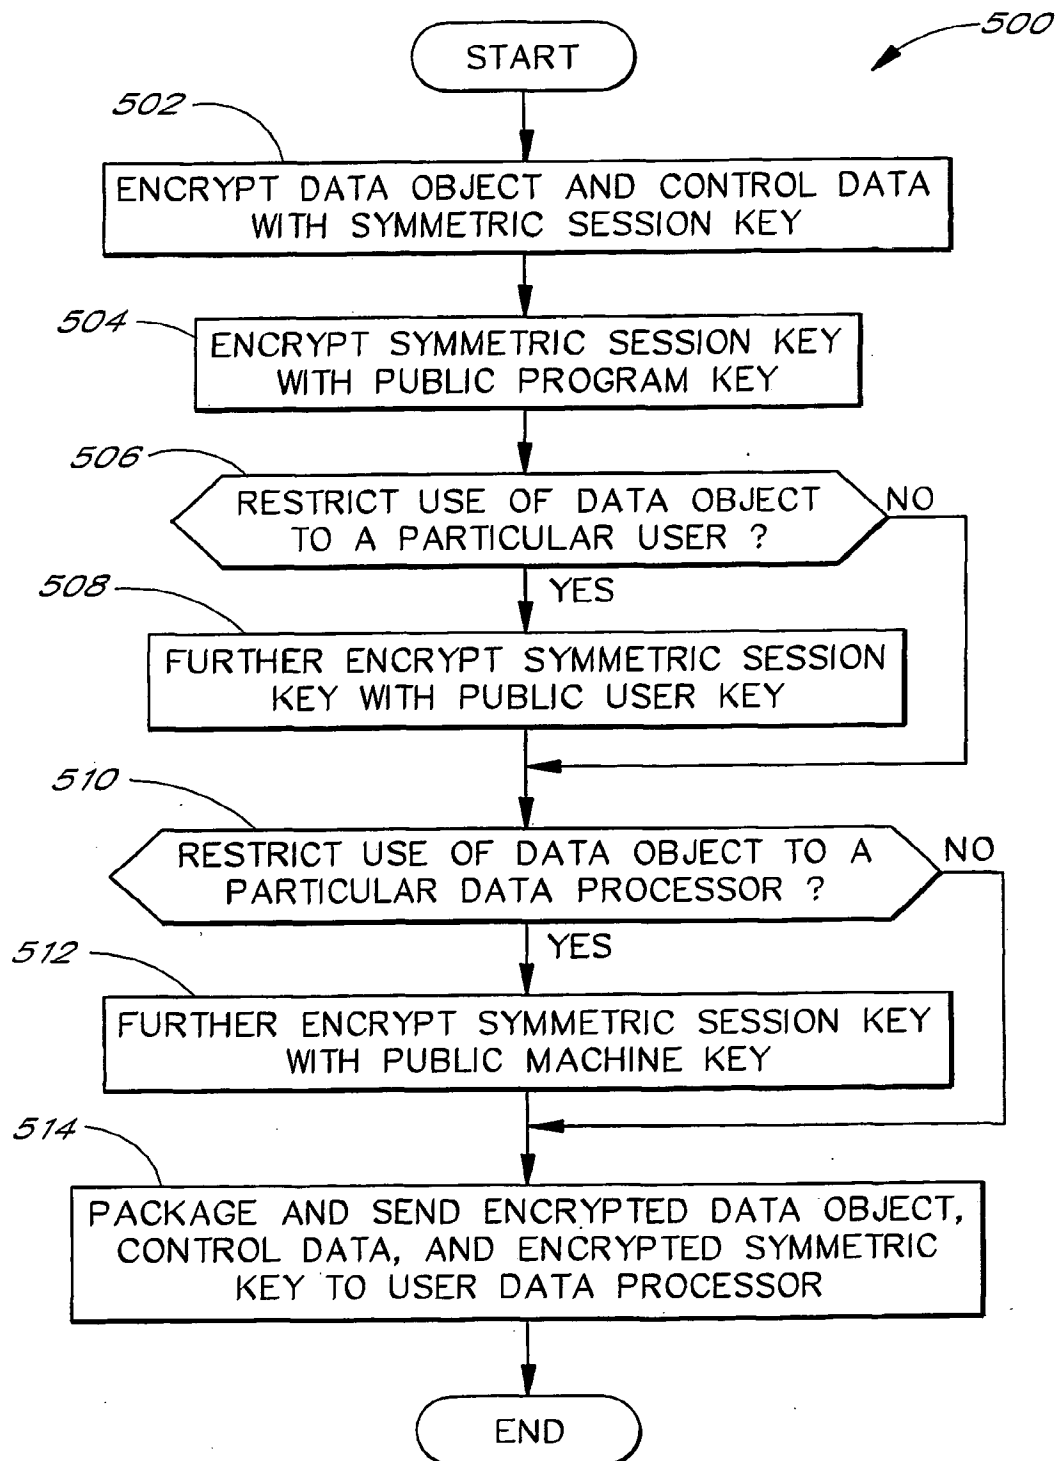 500
START
502
ENCRYPT DATA OBJECT AND CONTROL DATA
WITH SYMMETRIC SESSION KEY
504
ENCRYPT SYMMETRIC SESSION KEY
WITH PUBLIC PROGRAM KEY
506
RESTRICT USE OF DATA OBJECT
TO A PARTICULAR USER ?
NO
YES
508
FURTHER ENCRYPT SYMMETRIC SESSION
KEY WITH PUBLIC USER KEY
510
RESTRICT USE OF DATA OBJECT TO A
PARTICULAR DATA PROCESSOR ?
NO
YES
512
FURTHER ENCRYPT SYMMETRIC SESSION KEY
WITH PUBLIC MACHINE KEY
514
PACKAGE AND SEND ENCRYPTED DATA OBJECT,
CONTROL DATA, AND ENCRYPTED SYMMETRIC
KEY TO USER DATA PROCESSOR
END